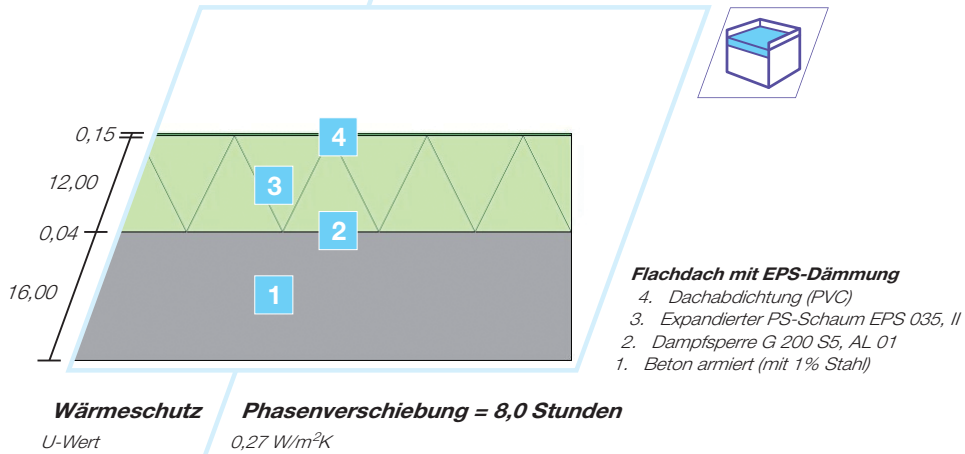 0,15
4
12,00
3
0,04
2
16,00
1
Flachdach mit EPS-Dämmung
4. Dachabdichtung (PVC)
3. Expandierter PS-Schaum EPS 035, II
2. Dampfsperre G 200 S5, AL 01
1. Beton armiert (mit 1% Stahl)
Wärmeschutz Phasenverschiebung = 8,0 Stunden
U-Wert 0,27 W/m²K